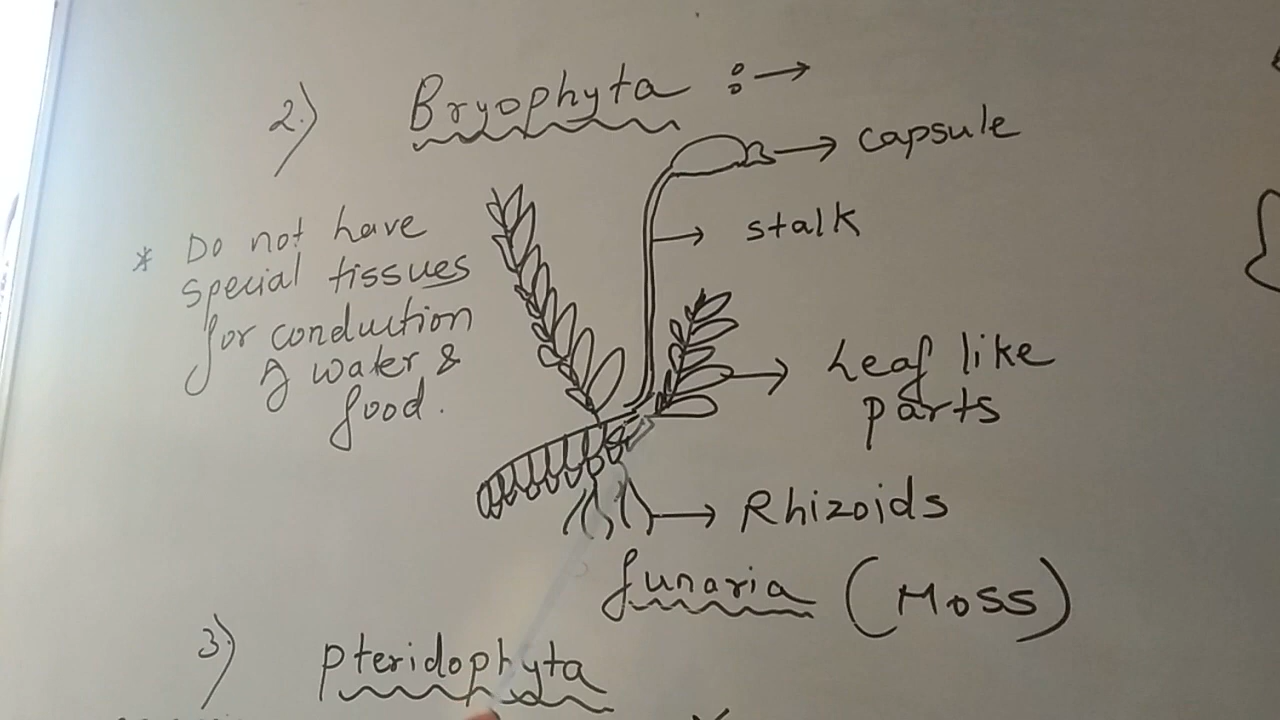 2.) Bryophyta :→
→ capsule
* Do not have
special tissues
for conduction
of water &
food.
→ stalk
→ Leaf like
parts
→ Rhizoids
funaria (Moss)
3.) Pteridophyta